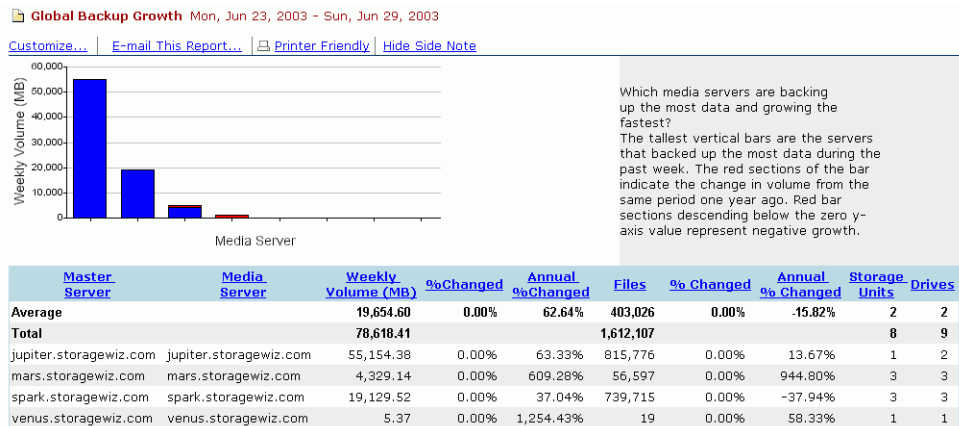 Global Backup Growth Mon, Jun 23, 2003 - Sun, Jun 29, 2003
Customize... E-mail This Report... Printer Friendly Hide Side Note
60,000
50,000
40,000
30,000
20,000
10,000
0
Weekly Volume (MB)
Media Server
Which media servers are backing
up the most data and growing the
fastest?
The tallest vertical bars are the servers
that backed up the most data during the
past week. The red sections of the bar
indicate the change in volume from the
same period one year ago. Red bar
sections descending below the zero y-
axis value represent negative growth.
Master Server Media Server Weekly Volume (MB) %Changed Annual %Changed Files % Changed Annual % Changed Storage Units Drives
Average 19,654.60 0.00% 62.64% 403,026 0.00% -15.82% 2 2
Total 78,618.41 1,612,107 8 9
jupiter.storagewiz.com jupiter.storagewiz.com 55,154.38 0.00% 63.33% 815,776 0.00% 13.67% 1 2
mars.storagewiz.com mars.storagewiz.com 4,329.14 0.00% 609.28% 56,597 0.00% 944.80% 3 3
spark.storagewiz.com spark.storagewiz.com 19,129.52 0.00% 37.04% 739,715 0.00% -37.94% 3 3
venus.storagewiz.com venus.storagewiz.com 5.37 0.00% 1,254.43% 19 0.00% 58.33% 1 1